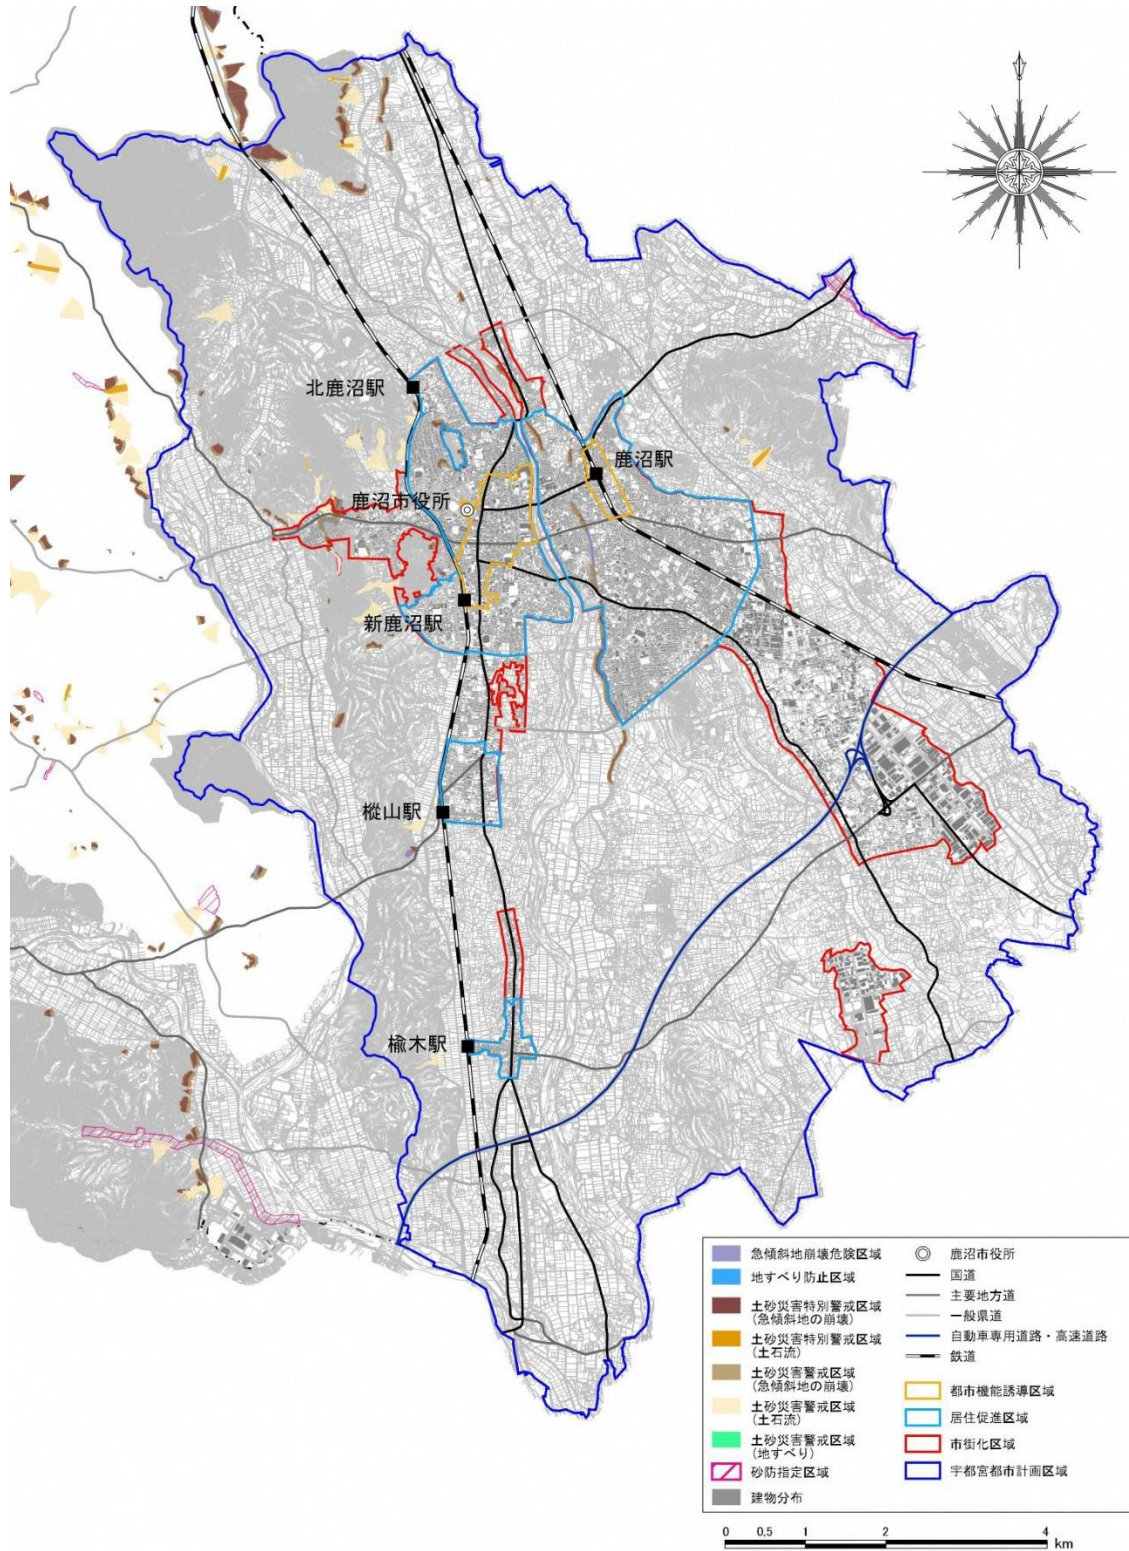 北鹿沼駅
鹿沼駅
鹿沼市役所
新鹿沼駅
樅山駅
楡木駅
急傾斜地崩壊危険区域
地すべり防止区域
土砂災害特別警戒区域
(急傾斜地の崩壊)
土砂災害特別警戒区域
(土石流)
土砂災害警戒区域
(急傾斜地の崩壊)
土砂災害警戒区域
(土石流)
土砂災害警戒区域
(地すべり)
砂防指定区域
建物分布
鹿沼市役所
国道
主要地方道
一般県道
自動車専用道路・高速道路
鉄道
都市機能誘導区域
居住促進区域
市街化区域
宇都宮都市計画区域
0 0.5 1 2 4
km